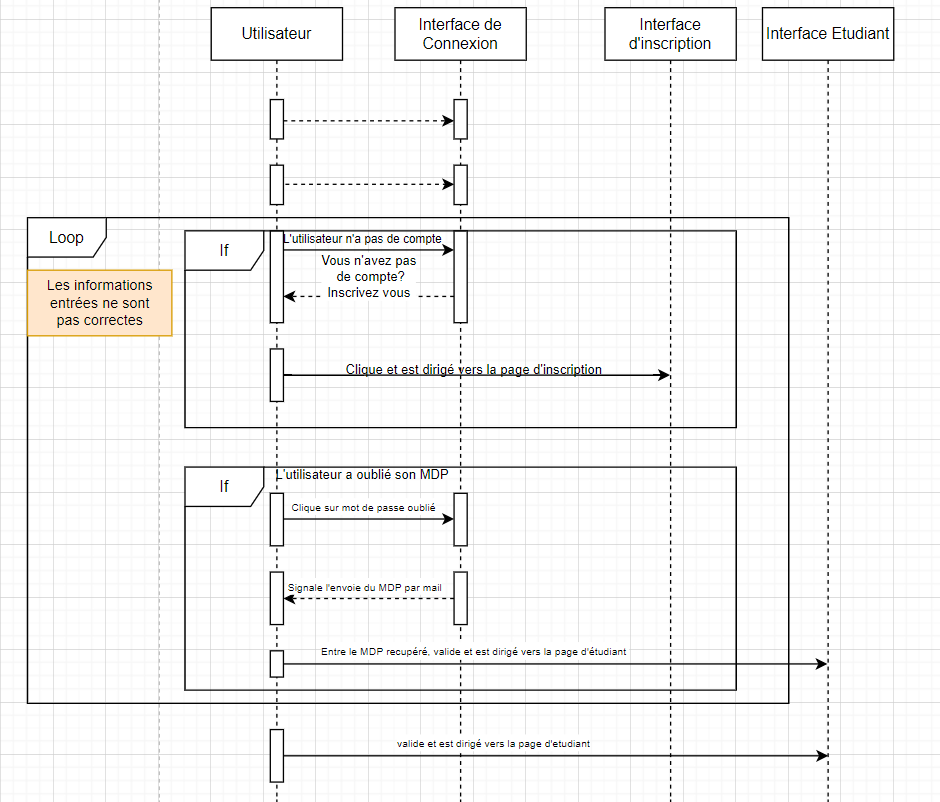 Utilisateur
Interface de
Connexion
Interface
d'inscription
Interface Etudiant
Loop
If
L'utilisateur n'a pas de compte
Vous n'avez pas
de compte?
Inscrivez vous
Les informations
entrées ne sont
pas correctes
Clique et est dirigé vers la page d'inscription
If
L'utilisateur a oublié son MDP
Clique sur mot de passe oublié
Signale l'envoie du MDP par mail
Entre le MDP recupéré, valide et est dirigé vers la page d'étudiant
valide et est dirigé vers la page d'etudiant